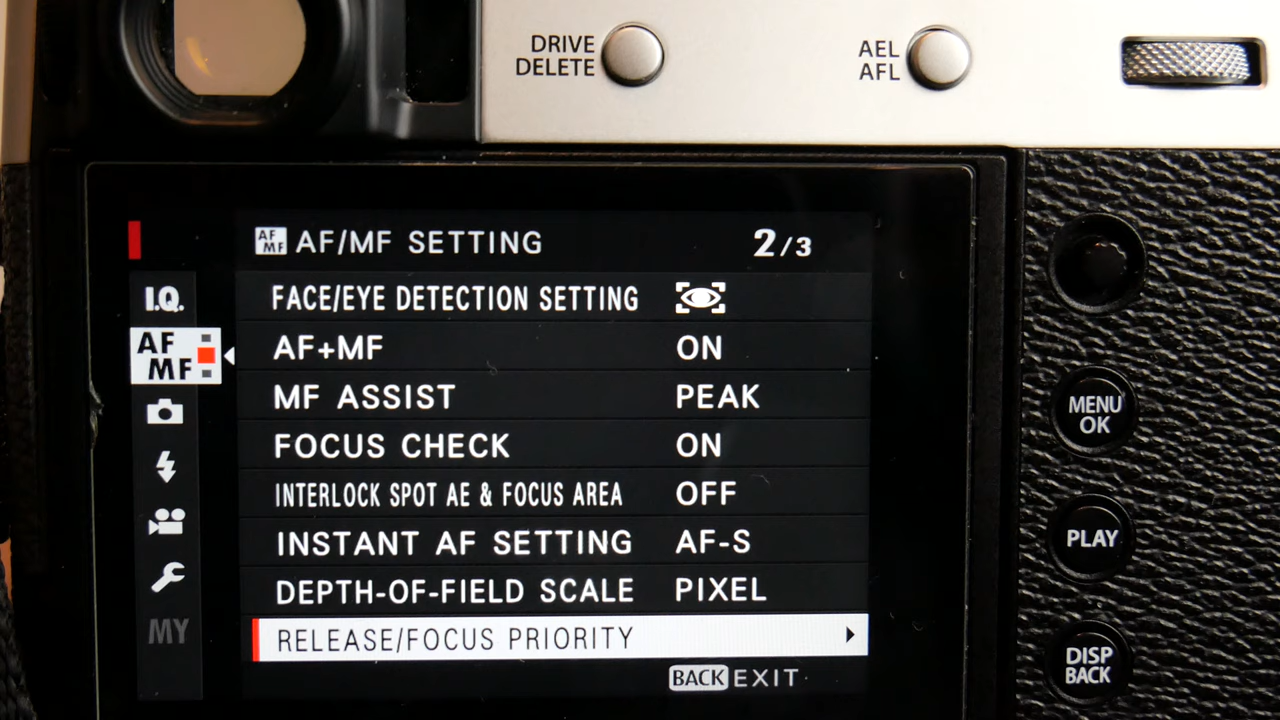 DRIVE
DELETE
AEL
AFL
AF MF AF/MF SETTING 2/3
I.Q.
FACE/EYE DETECTION SETTING
AF MF
AF+MF ON
MF ASSIST PEAK
FOCUS CHECK ON
INTERLOCK SPOT AE & FOCUS AREA OFF
INSTANT AF SETTING AF-S
DEPTH-OF-FIELD SCALE PIXEL
MY
RELEASE/FOCUS PRIORITY
BACK EXIT
MENU
OK
PLAY
DISP
BACK